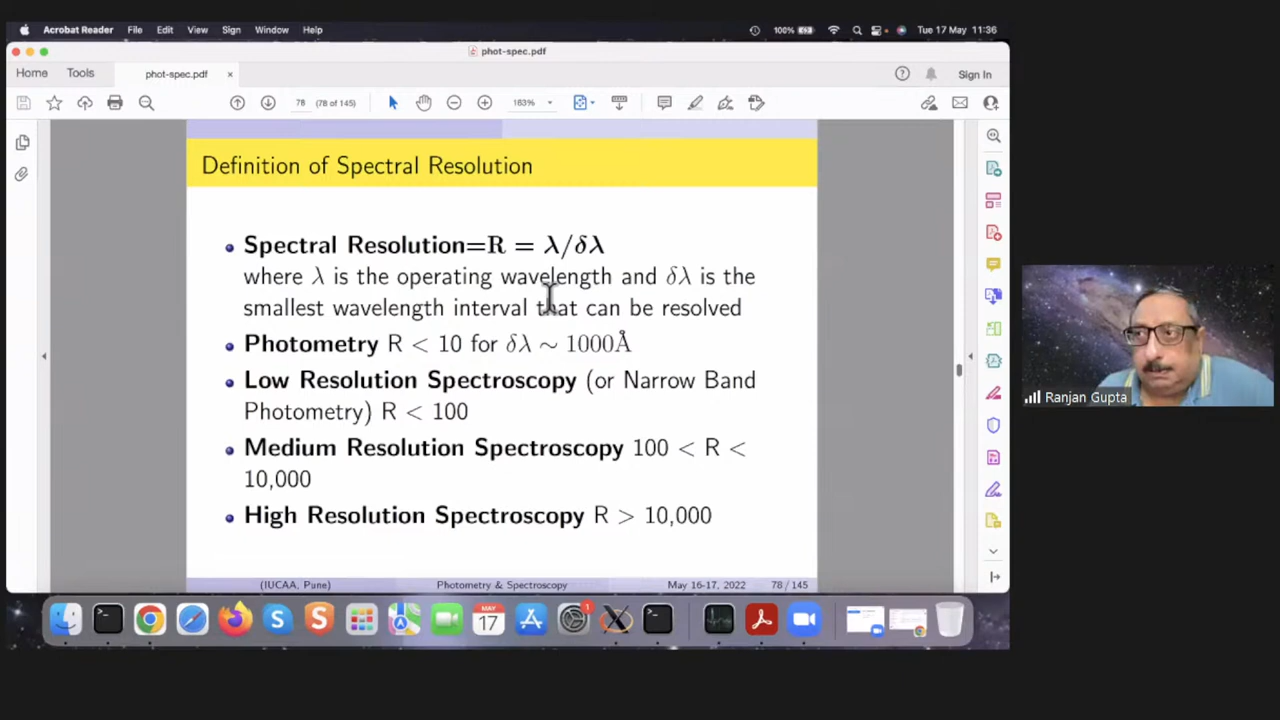 Acrobat Reader File Edit View Sign Window Help 100% Tue 17 May 11:36
phot-spec.pdf
Home Tools phot-spec.pdf × Sign In
78 (78 of 145) 183%
Definition of Spectral Resolution
Spectral Resolution=R = λ/δλ
where λ is the operating wavelength and δλ is the
smallest wavelength interval that can be resolved
Photometry R < 10 for δλ ∼ 1000Å
Low Resolution Spectroscopy (or Narrow Band
Photometry) R < 100
Medium Resolution Spectroscopy 100 < R <
10,000
High Resolution Spectroscopy R > 10,000
(IUCAA, Pune) Photometry & Spectroscopy May 16-17, 2022 78 / 145
Ranjan Gupta
MAY
17
1